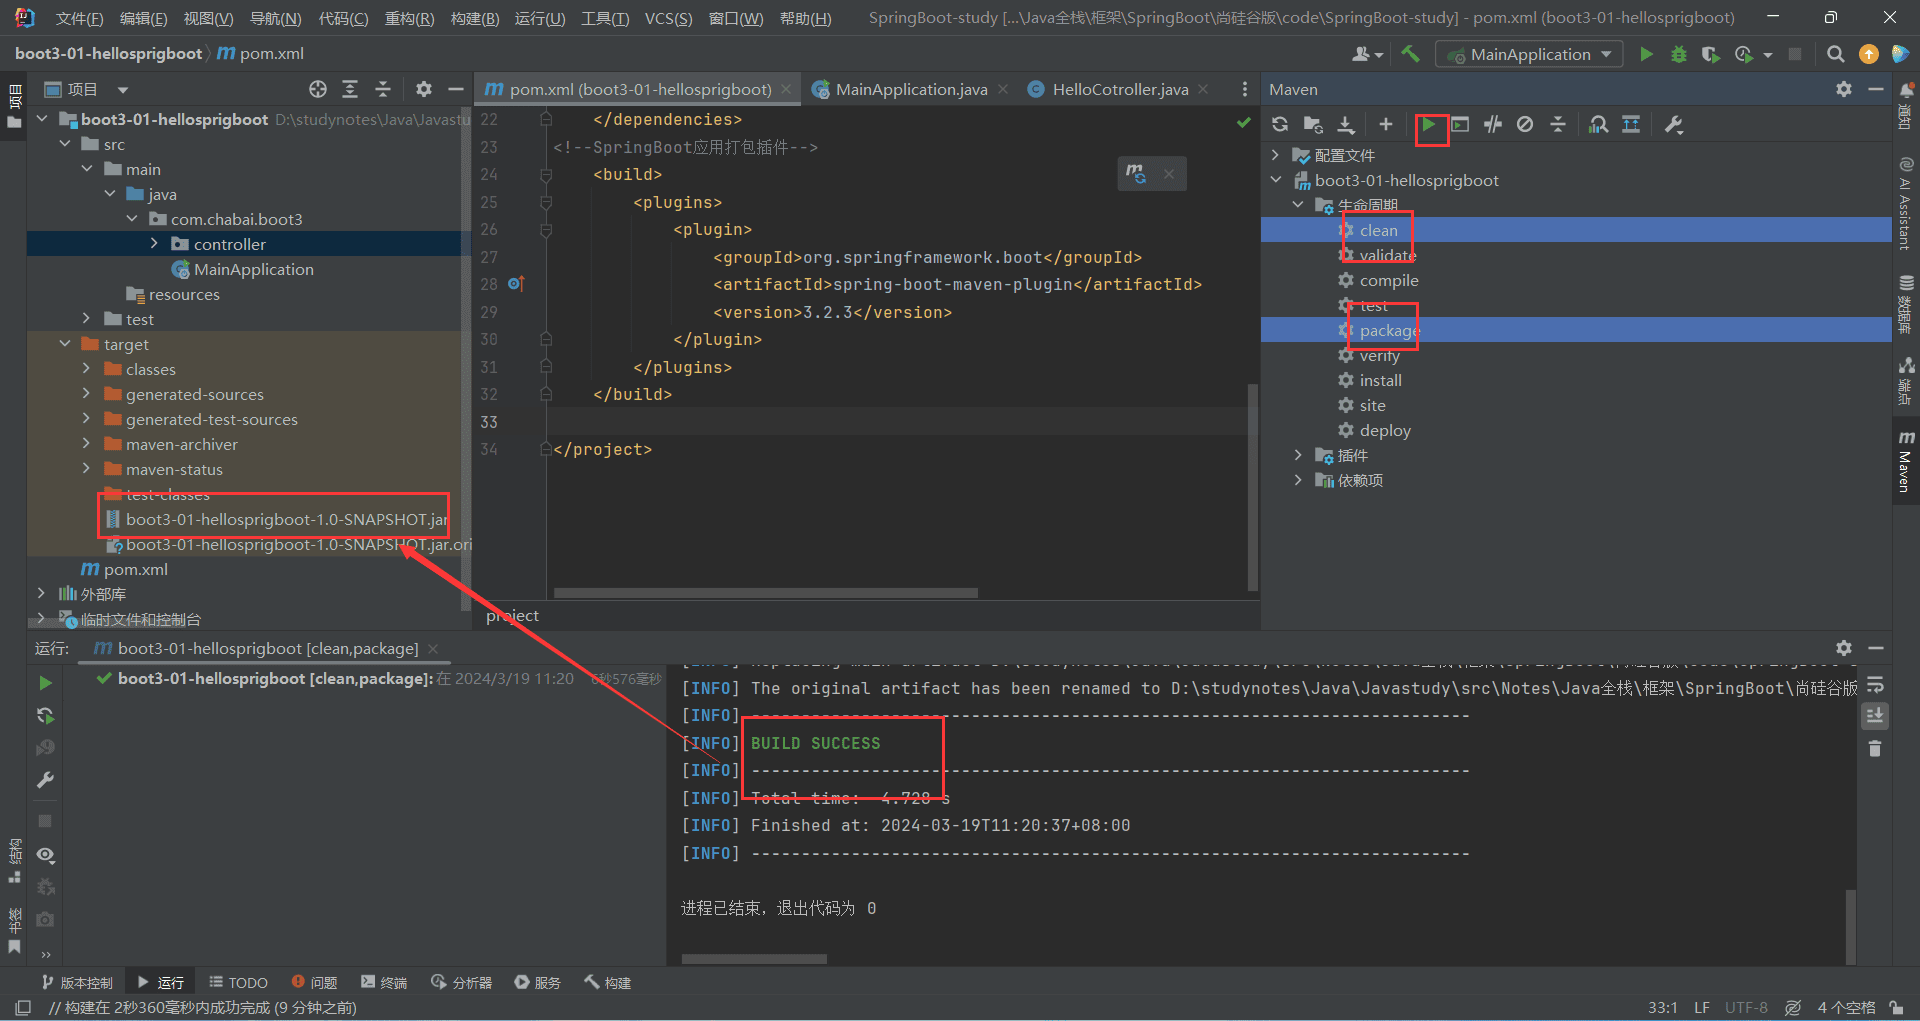 文件(F) 编辑(E) 视图(V) 导航(N) 代码(C) 重构(R) 构建(B) 运行(U) 工具(T) VCS(S) 窗口(W) 帮助(H) SpringBoot-study [...\Java全栈\框架\SpringBoot\尚硅谷版\code\SpringBoot-study] - pom.xml (boot3-01-hellosprigboot)
boot3-01-hellosprigboot m pom.xml
MainApplication
项目
pom.xml (boot3-01-hellosprigboot)
MainApplication.java
HelloCotroller.java
Maven
项目
boot3-01-hellosprigboot D:\studynotes\Java\Javastu
src
main
java
com.chabai.boot3
controller
MainApplication
resources
test
target
classes
generated-sources
generated-test-sources
maven-archiver
maven-status
test-classes
boot3-01-hellosprigboot-1.0-SNAPSHOT.jar
boot3-01-hellosprigboot-1.0-SNAPSHOT.jar.ori
pom.xml
外部库
临时文件和控制台
22 </dependencies>
23 <!--SpringBoot应用打包插件-->
24 <build>
25 <plugins>
26 <plugin>
27 <groupId>org.springframework.boot</groupId>
28 <artifactId>spring-boot-maven-plugin</artifactId>
29 <version>3.2.3</version>
30 </plugin>
31 </plugins>
32 </build>
33
34 </project>
project
配置文件
boot3-01-hellosprigboot
生命周期
clean
validate
compile
test
package
verify
install
site
deploy
插件
依赖项
通知
AI Assistant
数据库
端点
Maven
运行: boot3-01-hellosprigboot [clean,package]
boot3-01-hellosprigboot [clean,package]: 在 2024/3/19 11:20 6秒576毫秒
[INFO] The original artifact has been renamed to D:\studynotes\Java\Javastudy\src\Notes\Java全栈\框架\SpringBoot\尚硅谷版
[INFO] ------------------------------------------------------------------------
[INFO] BUILD SUCCESS
[INFO] ------------------------------------------------------------------------
[INFO] Total time: 4.728 s
[INFO] Finished at: 2024-03-19T11:20:37+08:00
[INFO] ------------------------------------------------------------------------
进程已结束，退出代码为 0
结构
书签
版本控制 运行 TODO 问题 终端 分析器 服务 构建
// 构建在 2秒360毫秒内成功完成 (9 分钟之前)
33:1 LF UTF-8 4 个空格